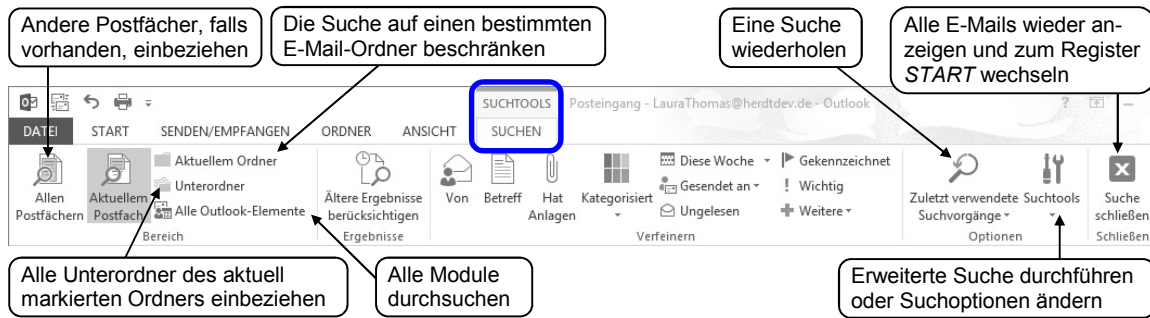 Andere Postfächer, falls
vorhanden, einbeziehen
Die Suche auf einen bestimmten
E-Mail-Ordner beschränken
Eine Suche
wiederholen
Alle E-Mails wieder an-
zeigen und zum Register
START wechseln
SUCHTOOLS
Posteingang - LauraThomas@herdtdev.de - Outlook
DATEI START SENDEN/EMPFANGEN ORDNER ANSICHT SUCHEN
Allen
Postfächern
Aktuellem
Postfach
Aktuellem Ordner
Unterordner
Alle Outlook-Elemente
Bereich
Ältere Ergebnisse
berücksichtigen
Ergebnisse
Von
Betreff
Hat
Anlagen
Kategorisiert
Diese Woche
Gesendet an
Ungelesen
Gekennzeichnet
Wichtig
Weitere
Verfeinern
Zuletzt verwendete
Suchvorgänge
Suchtools
Optionen
Suche
schließen
Schließen
Alle Unterordner des aktuell
markierten Ordners einbeziehen
Alle Module
durchsuchen
Erweiterte Suche durchführen
oder Suchoptionen ändern